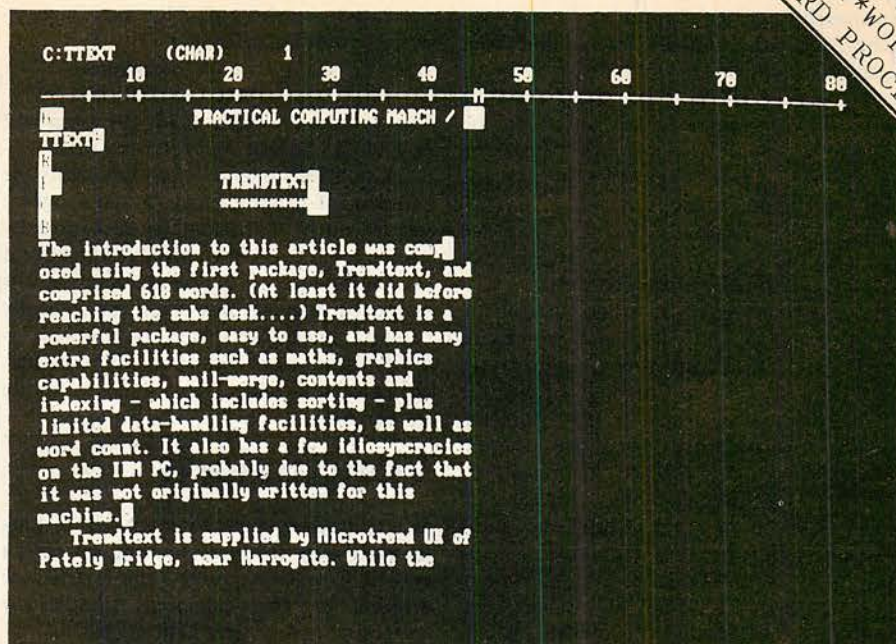 *WO
RD PROC
C:TTEXT (CHAR) 1
10 20 30 40 50 60 70 80
M
PRACTICAL COMPUTING MARCH /
TTEXT
TRENDTEXT
*********
The introduction to this article was comp
osed using the first package, Trendtext, and
comprised 618 words. (At least it did before
reaching the subs desk....) Trendtext is a
powerful package, easy to use, and has many
extra facilities such as maths, graphics
capabilities, mail-merge, contents and
indexing - which includes sorting - plus
limited data-handling facilities, as well as
word count. It also has a few idiosyncracies
on the IBM PC, probably due to the fact that
it was not originally written for this
machine.
Trendtext is supplied by Microtrend UK of
Pately Bridge, near Harrogate. While the